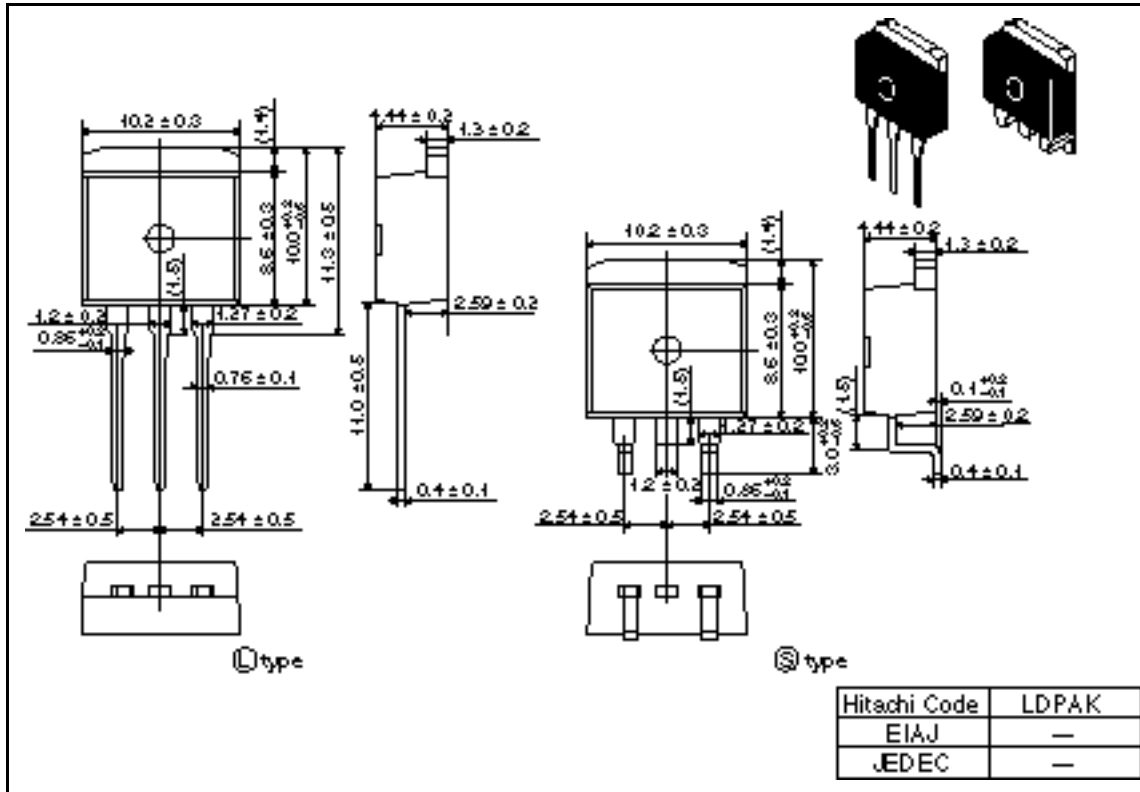 10.2 ± 0.3
(1.4)
8.6 ± 0.3
10.0 +0.2 −0.5
11.3 ± 0.5
(1.5)
1.2 ± 0.2
1.27 ± 0.2
0.86 +0.2 −0.1
0.76 ± 0.1
2.54 ± 0.5
2.54 ± 0.5
Ⓛ type
4.44 ± 0.2
1.3 ± 0.2
2.59 ± 0.2
11.0 ± 0.5
0.4 ± 0.1
10.2 ± 0.3
(1.4)
8.6 ± 0.3
10.0 +0.2 −0.5
(1.5)
1.27 ± 0.2
3.0 +0.2 −0.5
1.2 ± 0.2
0.86 +0.2 −0.1
2.54 ± 0.5
2.54 ± 0.5
Ⓢ type
4.44 ± 0.2
1.3 ± 0.2
(1.5)
0.1 +0.2 −0.1
2.59 ± 0.2
0.4 ± 0.1
Hitachi Code LDPAK
EIAJ —
JEDEC —